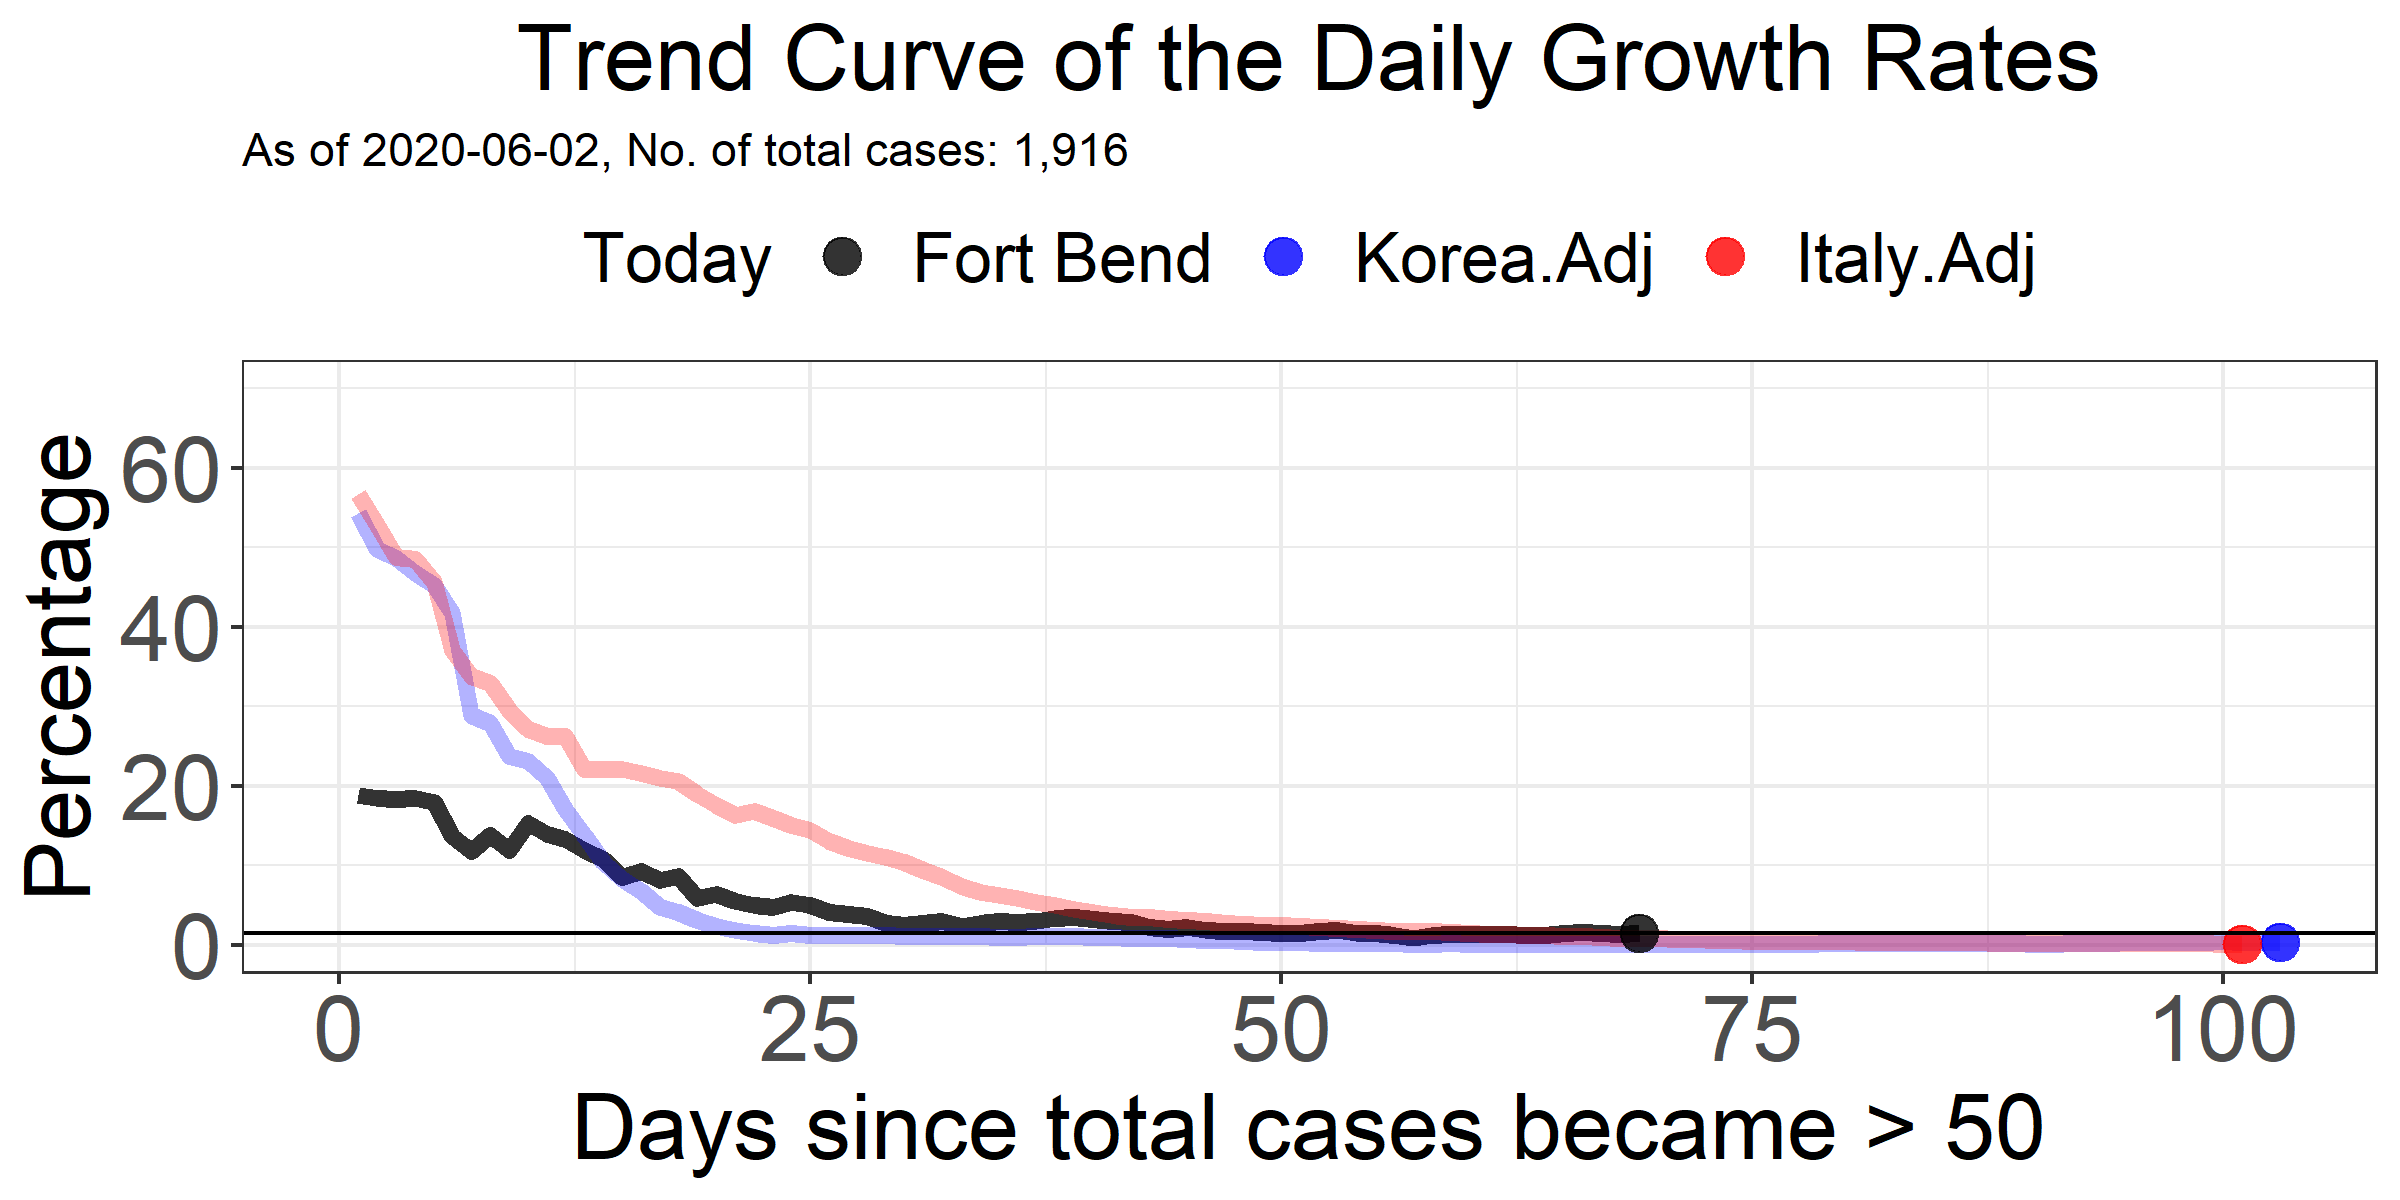 Trend Curve of the Daily Growth Rates
As of 2020-06-02, No. of total cases: 1,916
Today Fort Bend Korea.Adj Italy.Adj
Percentage
60
40
20
0
0 25 50 75 100
Days since total cases became > 50